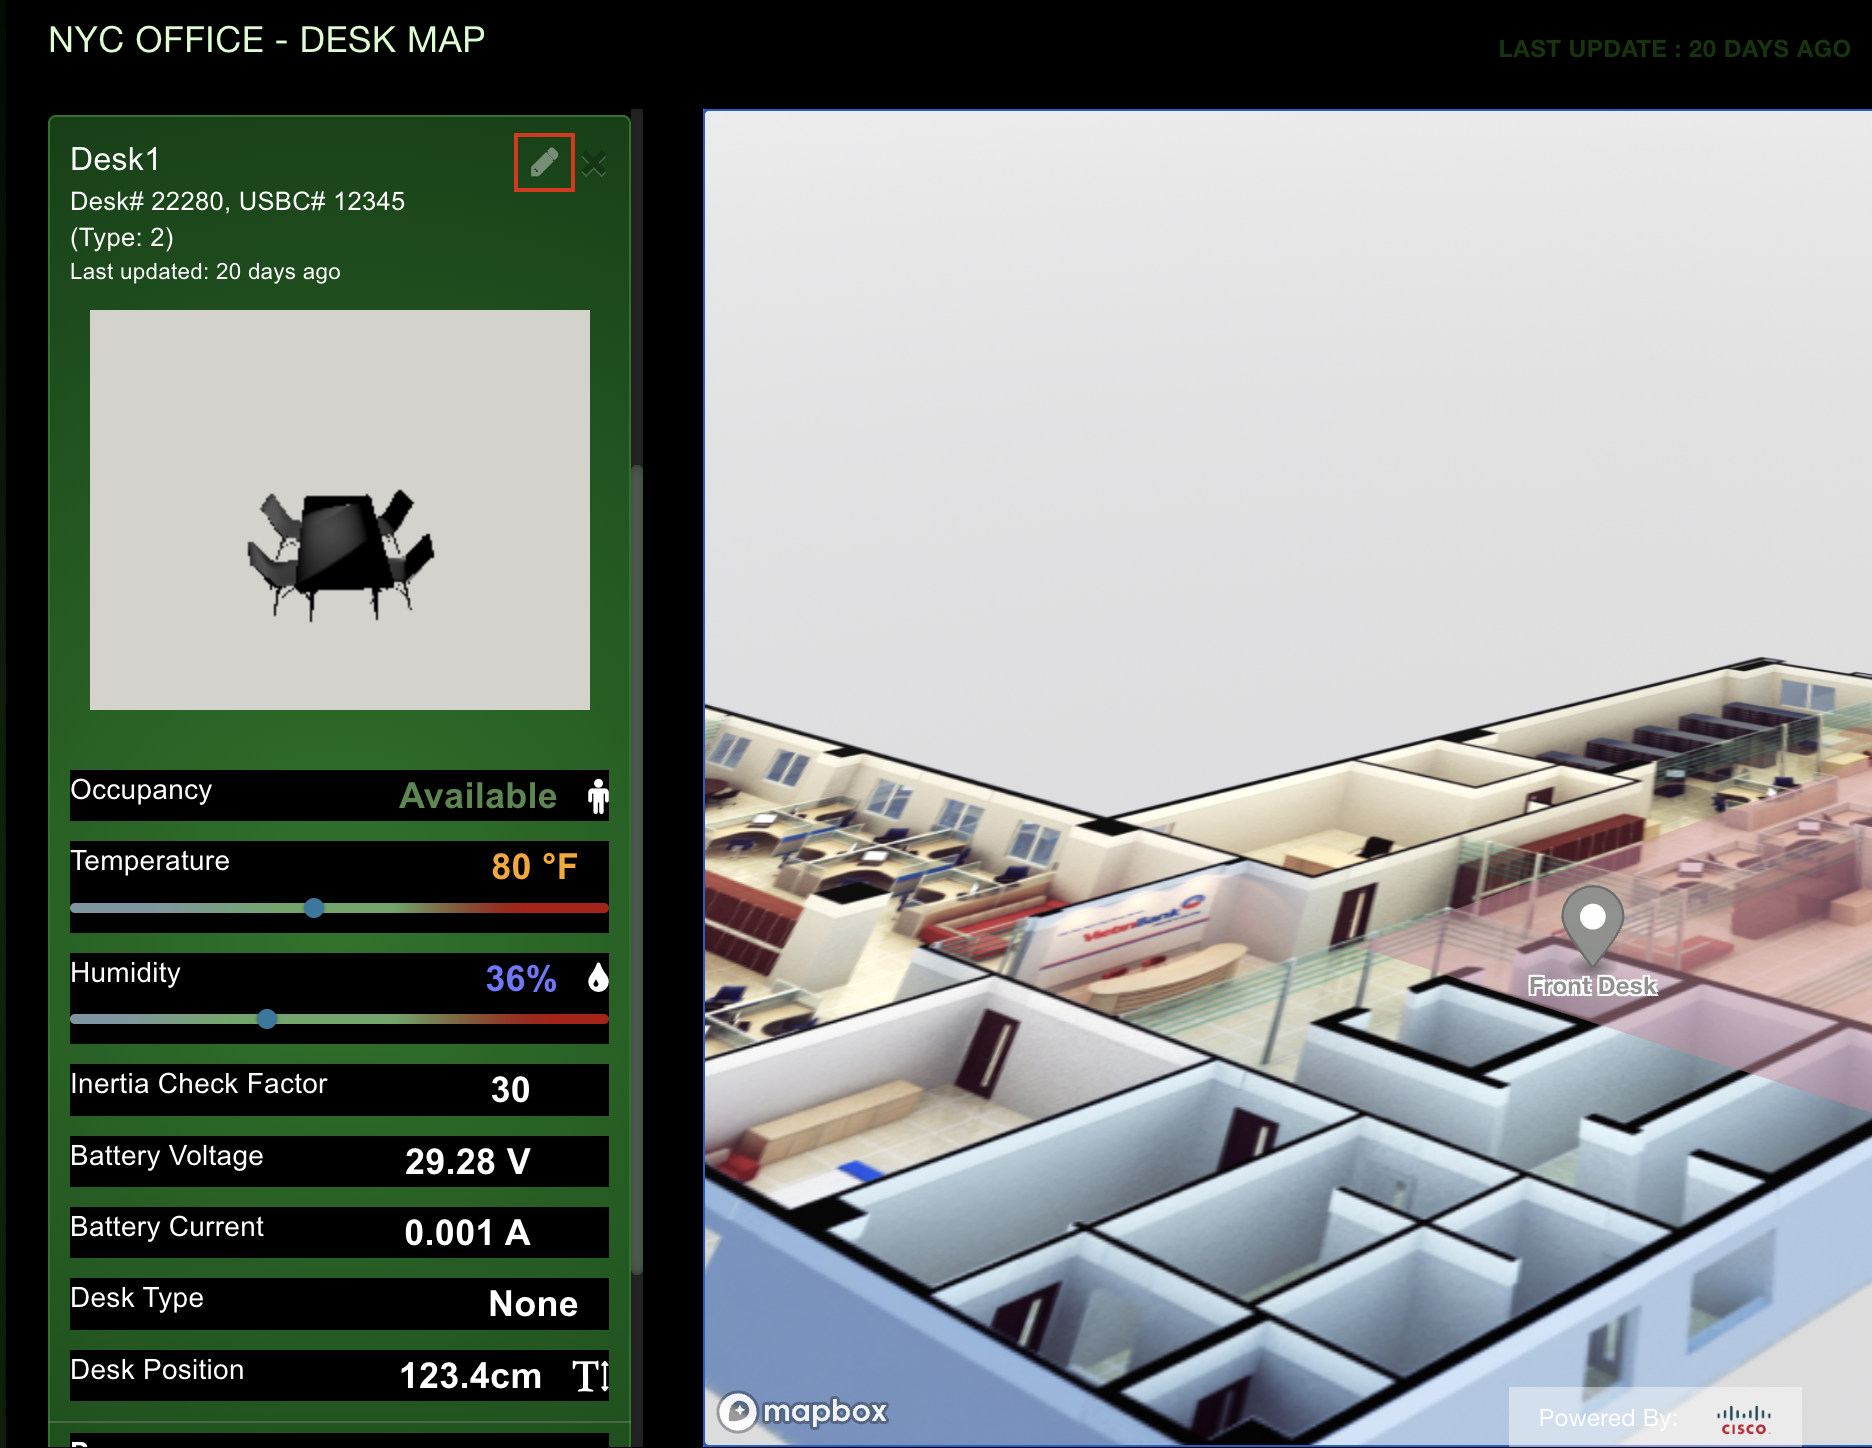 NYC OFFICE - DESK MAP
LAST UPDATE : 20 DAYS AGO
Desk1
Desk# 22280, USBC# 12345
(Type: 2)
Last updated: 20 days ago
Occupancy Available
Temperature 80 °F
Humidity 36%
Inertia Check Factor 30
Battery Voltage 29.28 V
Battery Current 0.001 A
Desk Type None
Desk Position 123.4cm
VietinBank
Front Desk
mapbox
Powered By:
CISCO